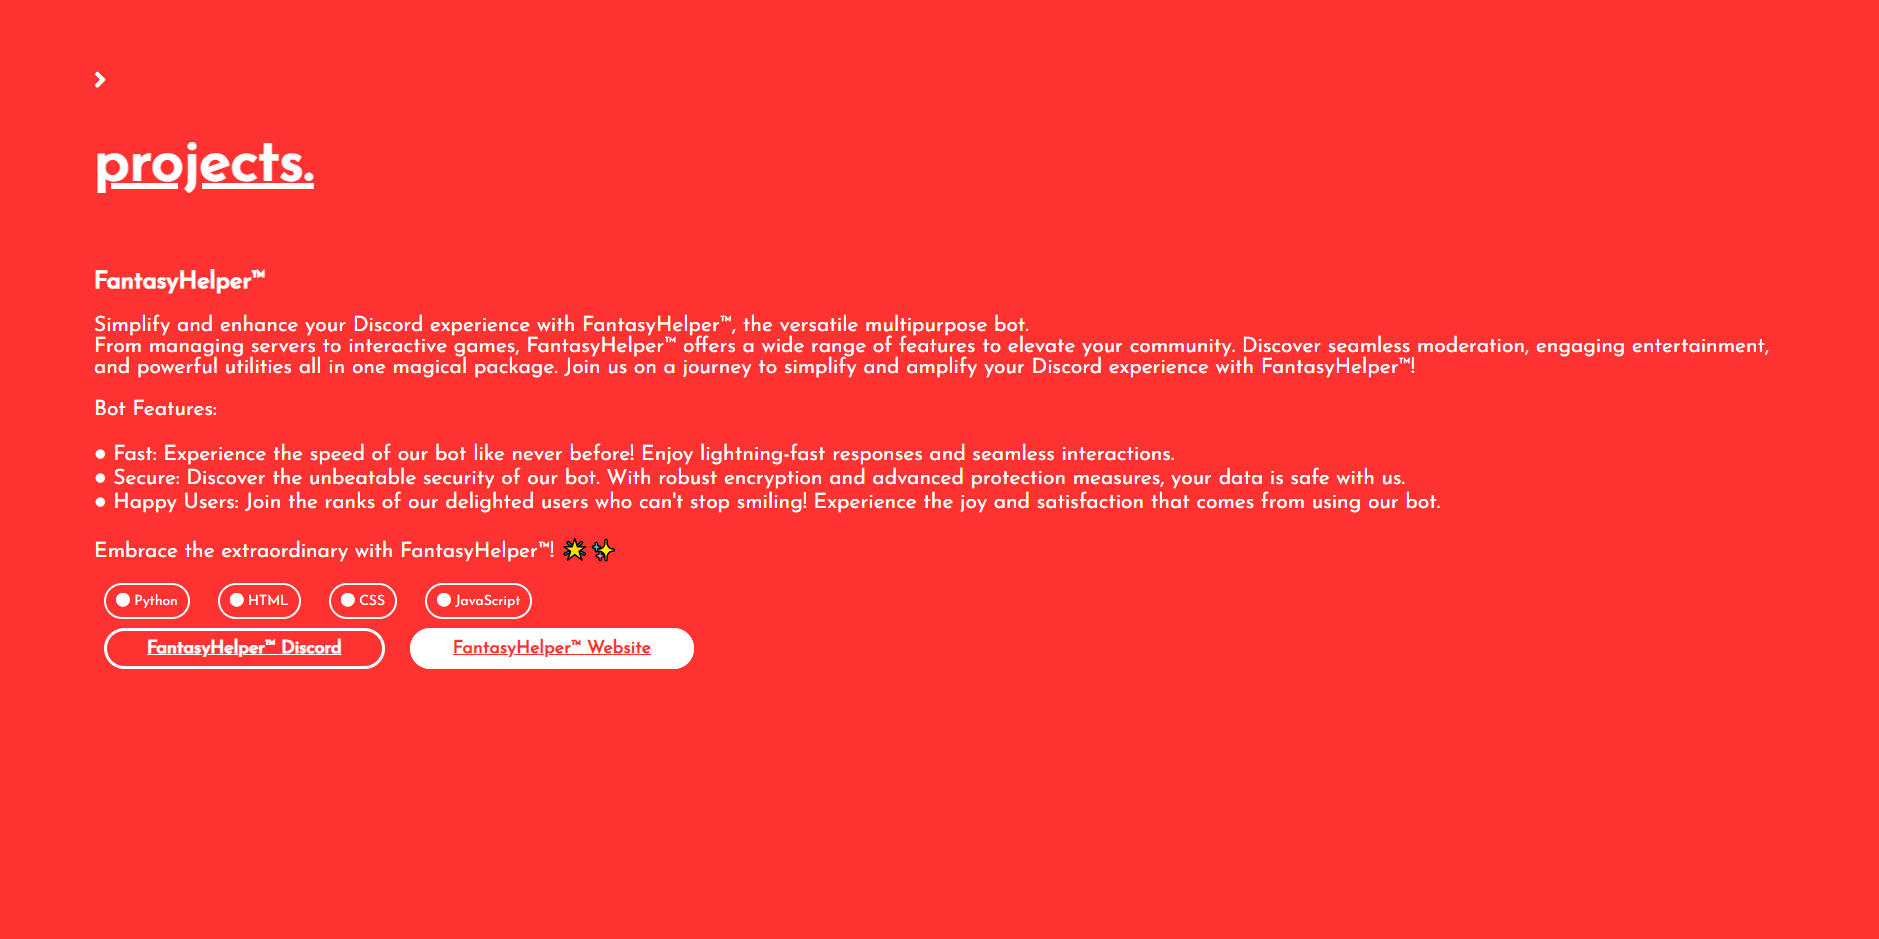 projects.
FantasyHelper™
Simplify and enhance your Discord experience with FantasyHelper™, the versatile multipurpose bot.
From managing servers to interactive games, FantasyHelper™ offers a wide range of features to elevate your community. Discover seamless moderation, engaging entertainment,
and powerful utilities all in one magical package. Join us on a journey to simplify and amplify your Discord experience with FantasyHelper™!
Bot Features:
● Fast: Experience the speed of our bot like never before! Enjoy lightning-fast responses and seamless interactions.
● Secure: Discover the unbeatable security of our bot. With robust encryption and advanced protection measures, your data is safe with us.
● Happy Users: Join the ranks of our delighted users who can't stop smiling! Experience the joy and satisfaction that comes from using our bot.
Embrace the extraordinary with FantasyHelper™! 🌟✨
Python HTML CSS JavaScript
FantasyHelper™ Discord FantasyHelper™ Website